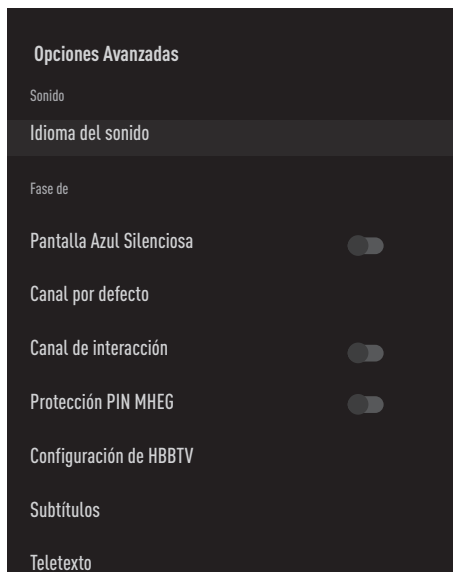 Opciones Avanzadas
Sonido
Idioma del sonido
Fase de
Pantalla Azul Silenciosa
Canal por defecto
Canal de interacción
Protección PIN MHEG
Configuración de HBBTV
Subtítulos
Teletexto